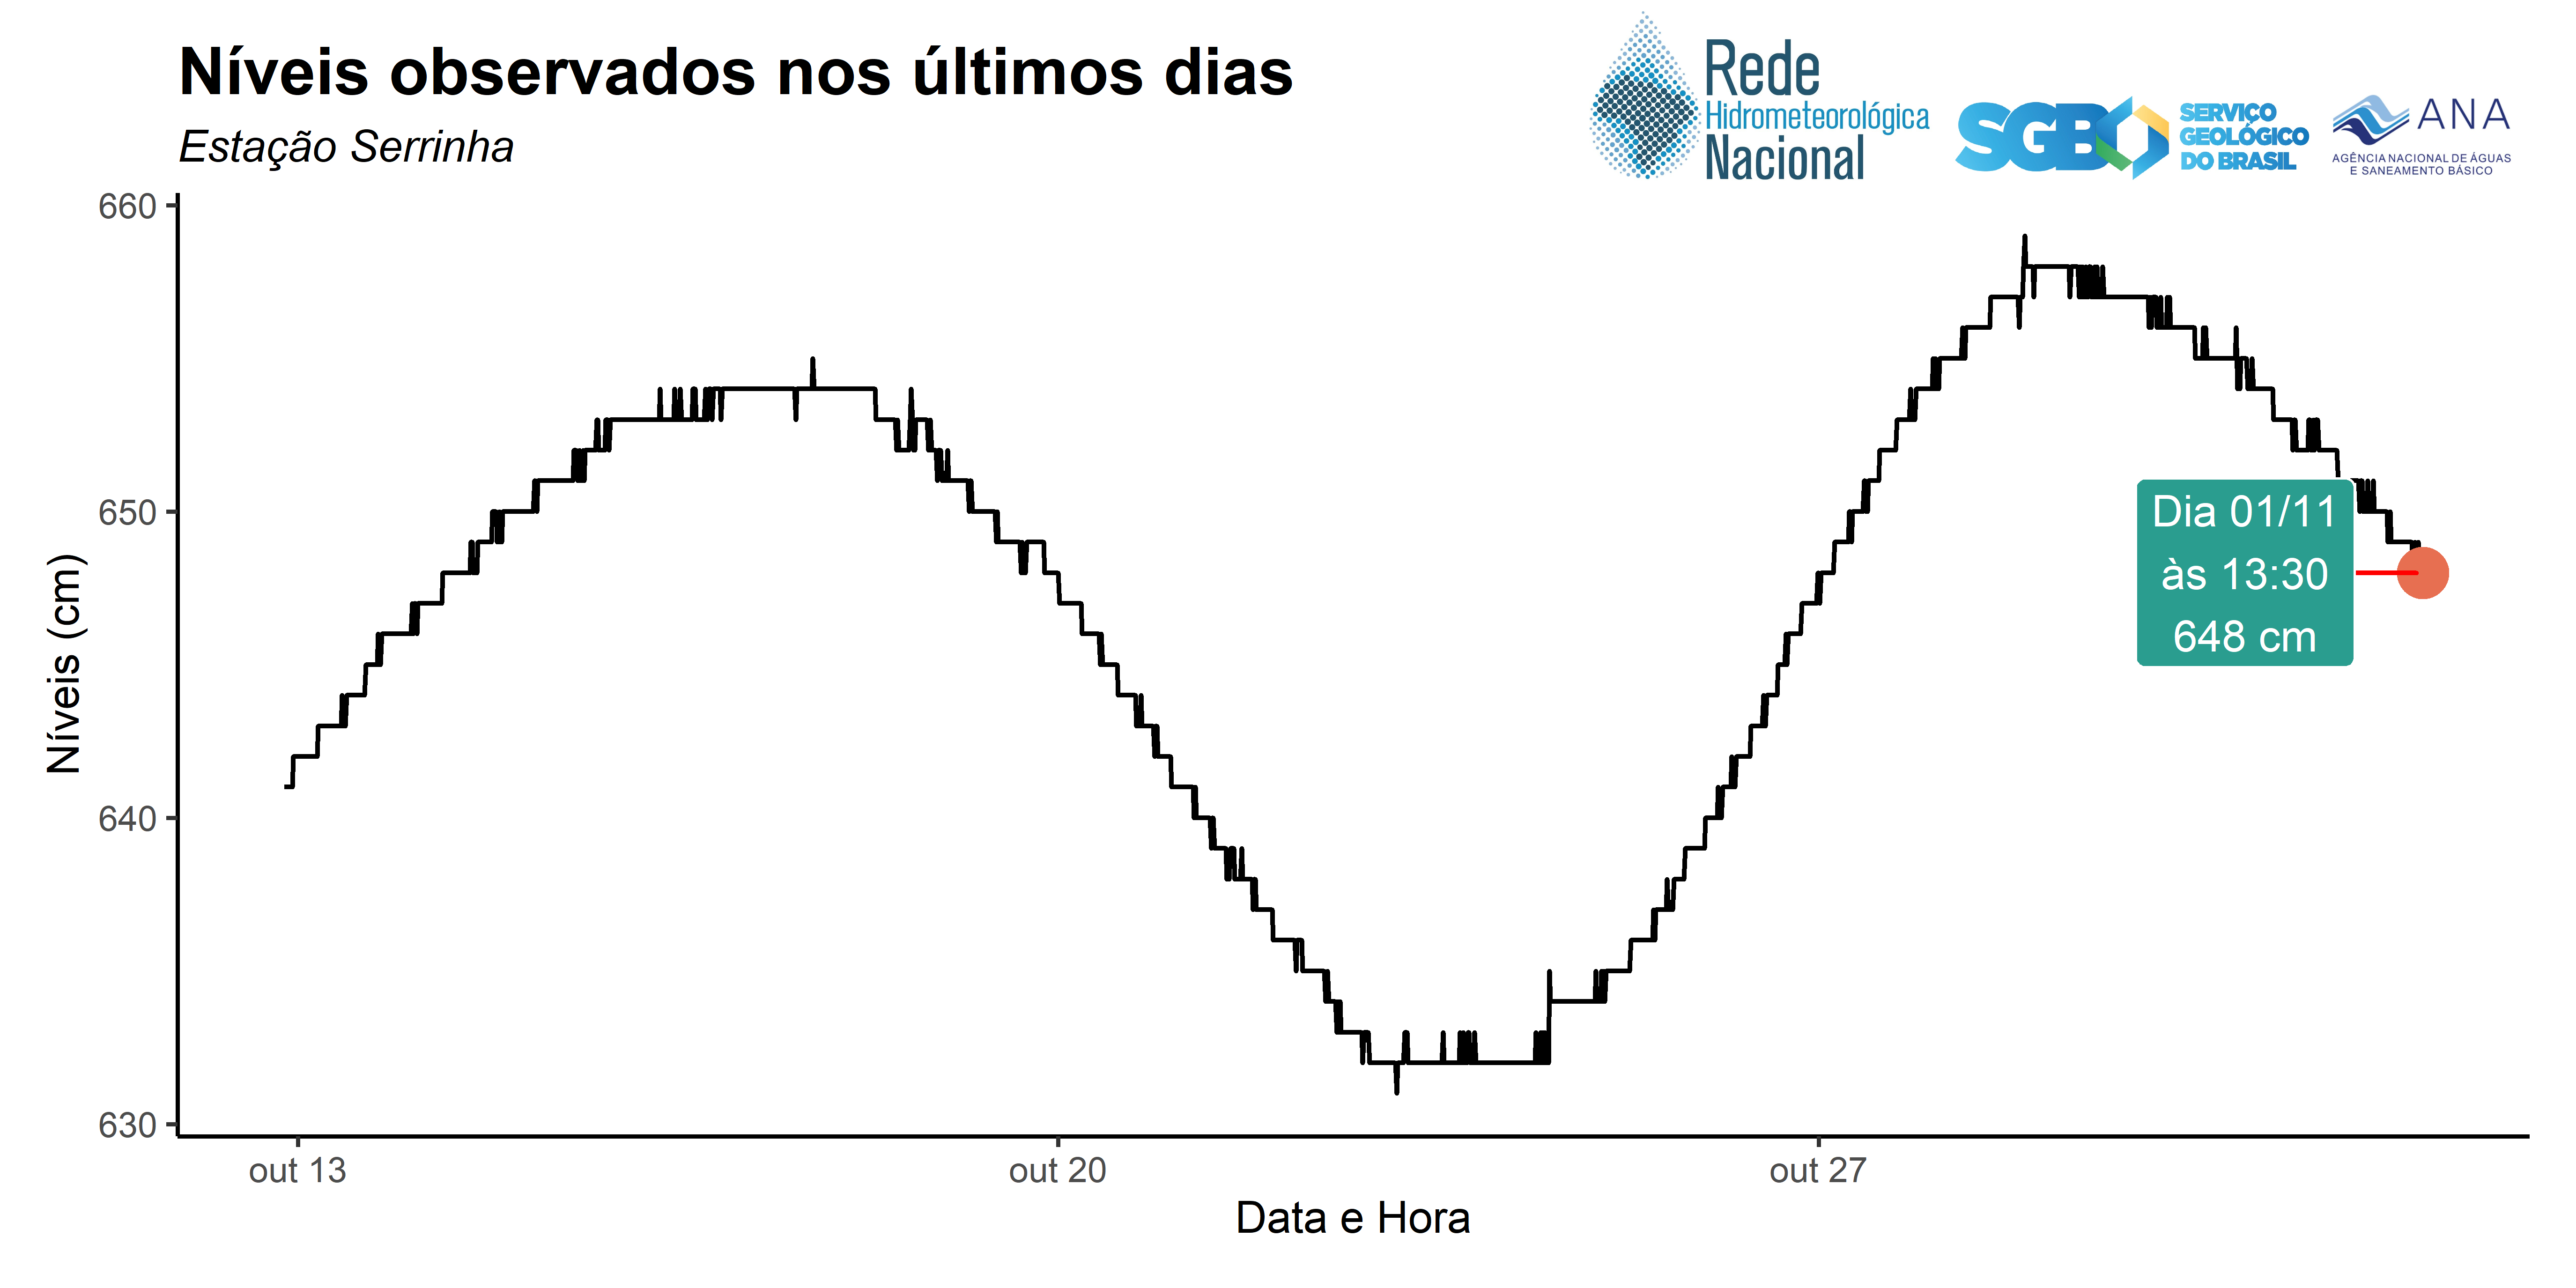 Níveis observados nos últimos dias
Estação Serrinha
Rede
Hidrometeorológica
Nacional
SGB
SERVIÇO
GEOLÓGICO
DO BRASIL
ANA
AGÊNCIA NACIONAL DE ÁGUAS
E SANEAMENTO BÁSICO
Níveis (cm)
660
650
640
630
Dia 01/11
às 13:30
648 cm
out 13
out 20
out 27
Data e Hora